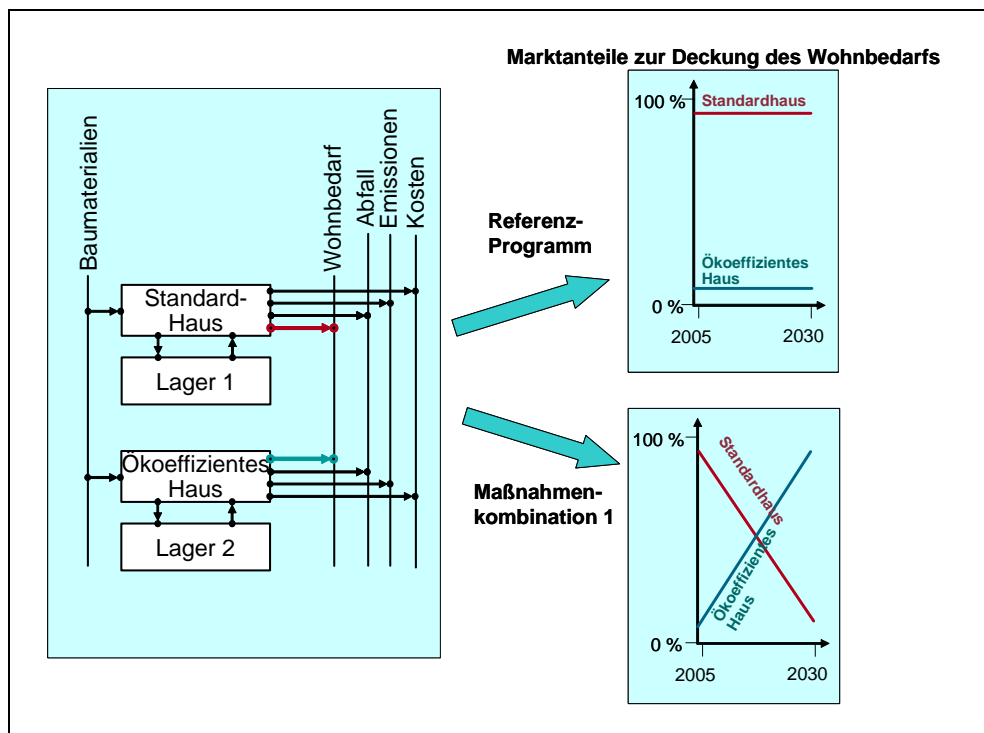 Marktanteile zur Deckung des Wohnbedarfs
Baumaterialien
Wohnbedarf
Abfall
Emissionen
Kosten
Standard-
Haus
Lager 1
Ökoeffizientes
Haus
Lager 2
Referenz-
Programm
Maßnahmen-
kombination 1
100 %
Standardhaus
Ökoeffizientes
Haus
0 %
2005
2030
100 %
Standardhaus
Ökoeffizientes
Haus
0 %
2005
2030